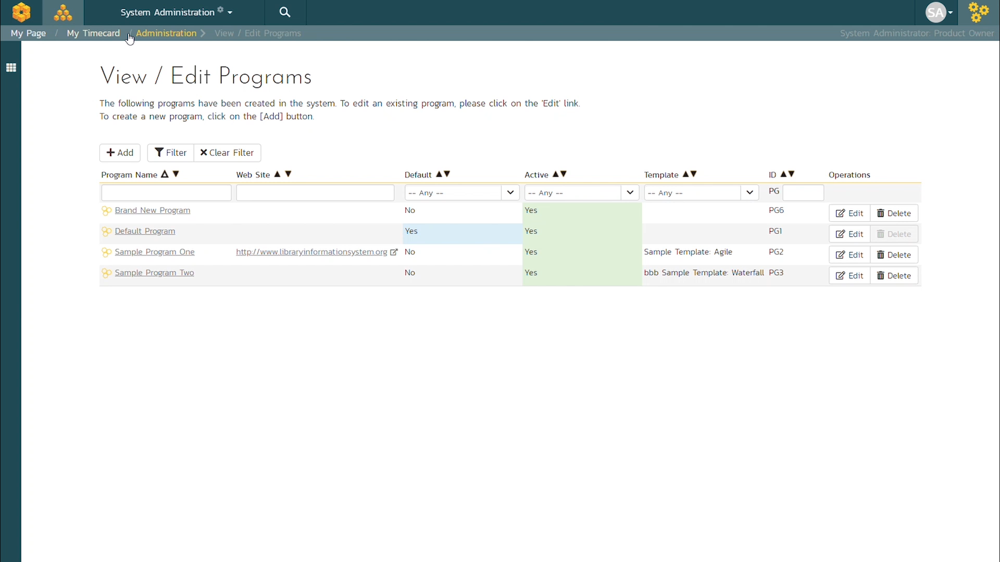 System Administration
SA
My Page / My Timecard / Administration > View / Edit Programs
System Administrator: Product Owner
View / Edit Programs
The following programs have been created in the system. To edit an existing program, please click on the 'Edit' link.
To create a new program, click on the [Add] button.
Add Filter Clear Filter
Program Name Web Site Default Active Template ID Operations
-- Any -- -- Any -- -- Any -- PG
Brand New Program No Yes PG6 Edit Delete
Default Program Yes Yes PG1 Edit Delete
Sample Program One http://www.libraryinformationsystem.org No Yes Sample Template: Agile PG2 Edit Delete
Sample Program Two No Yes bbb Sample Template: Waterfall PG3 Edit Delete